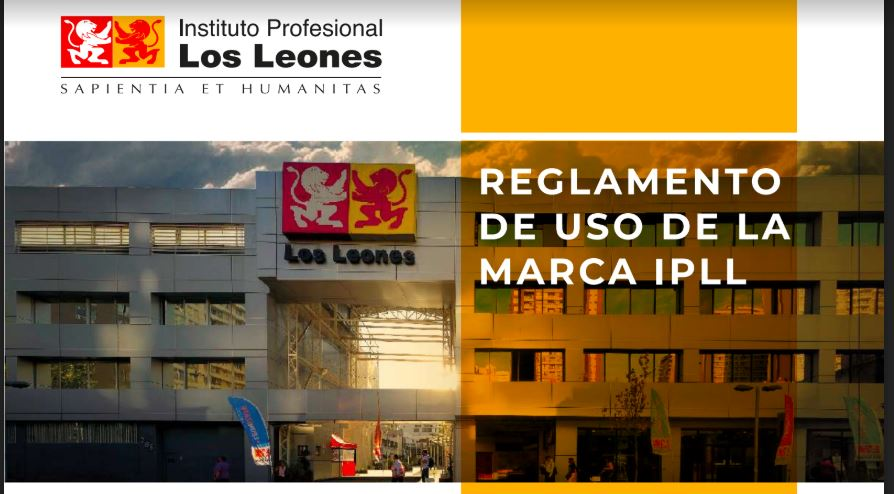 Instituto Profesional
Los Leones
SAPIENTIA ET HUMANITAS
REGLAMENTO
DE USO DE LA
MARCA IPLL
Los Leones